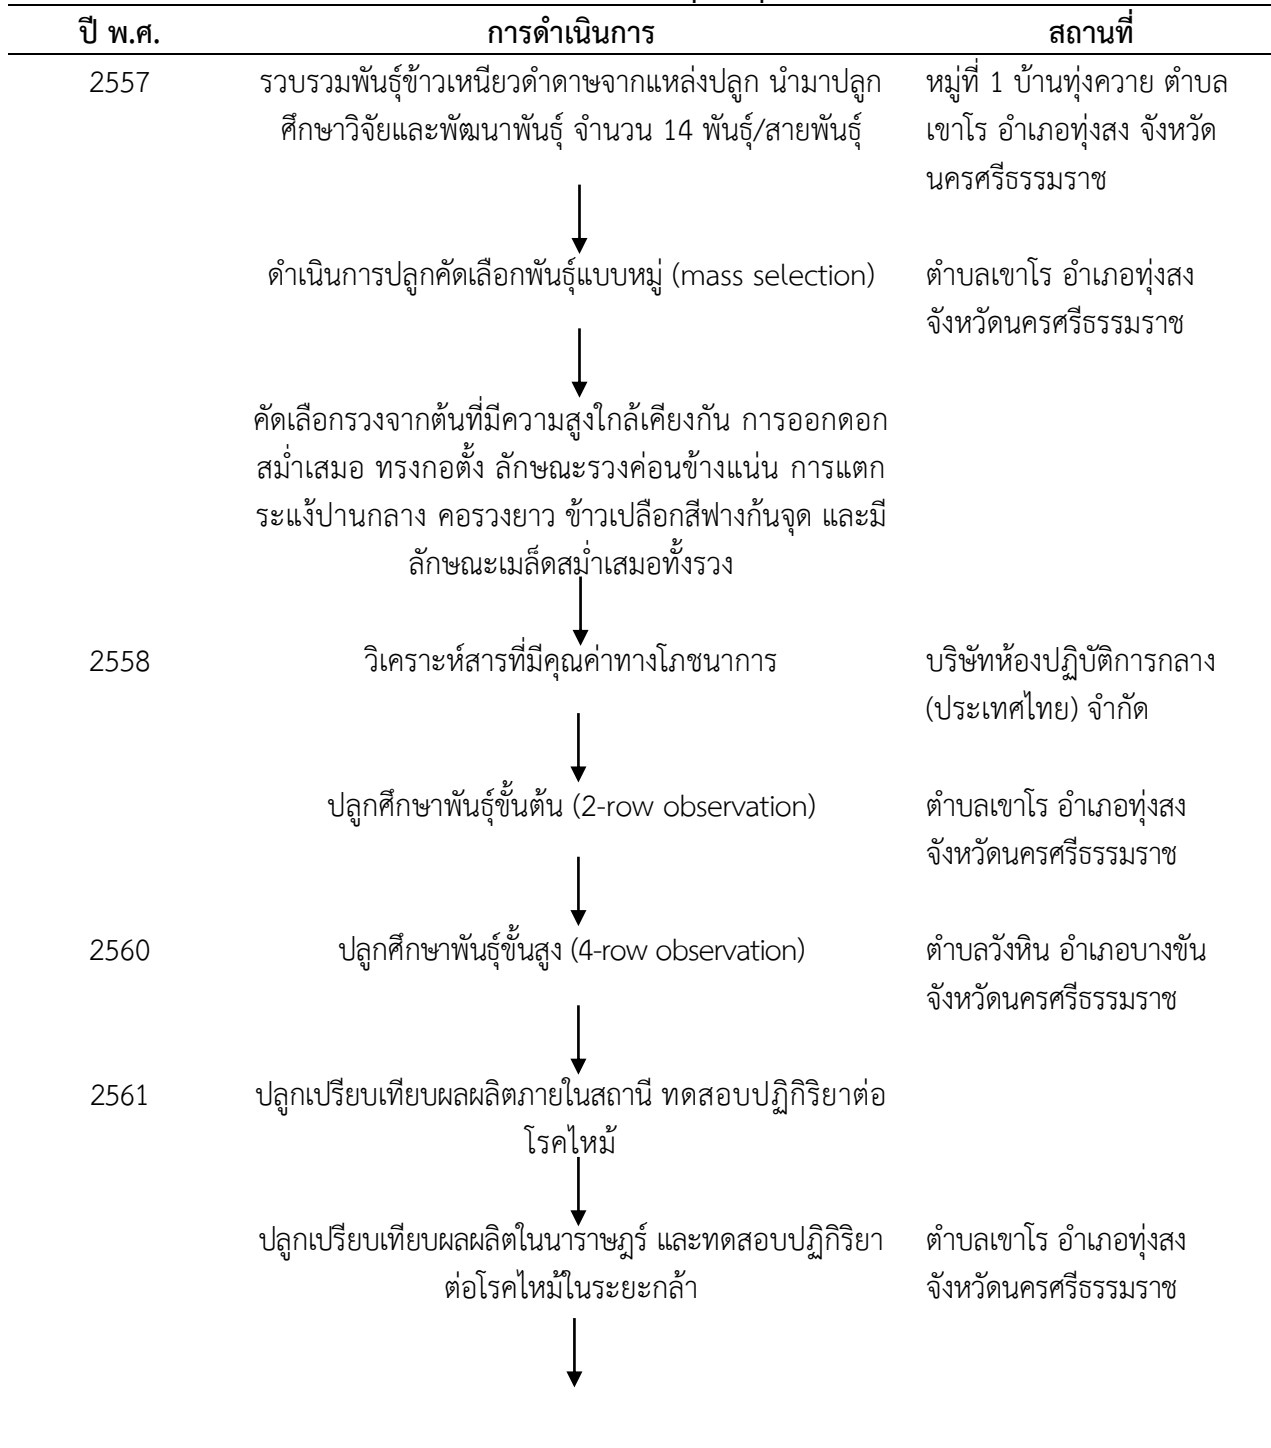 ปี พ.ศ. การดำเนินการ สถานที่
2557 รวบรวมพันธุ์ข้าวเหนียวดำดาษจากแหล่งปลูก นำมาปลูก หมู่ที่ 1 บ้านทุ่งควาย ตำบล
ศึกษาวิจัยและพัฒนาพันธุ์ จำนวน 14 พันธุ์/สายพันธุ์ เขาโร อำเภอทุ่งสง จังหวัด
นครศรีธรรมราช
ดำเนินการปลูกคัดเลือกพันธุ์แบบหมู่ (mass selection) ตำบลเขาโร อำเภอทุ่งสง
จังหวัดนครศรีธรรมราช
คัดเลือกรวงจากต้นที่มีความสูงใกล้เคียงกัน การออกดอก
สม่ำเสมอ ทรงกอตั้ง ลักษณะรวงค่อนข้างแน่น การแตก
ระแง้ปานกลาง คอรวงยาว ข้าวเปลือกสีฟางก้นจุด และมี
ลักษณะเมล็ดสม่ำเสมอทั้งรวง
2558 วิเคราะห์สารที่มีคุณค่าทางโภชนาการ บริษัทห้องปฏิบัติการกลาง
(ประเทศไทย) จำกัด
ปลูกศึกษาพันธุ์ขั้นต้น (2-row observation) ตำบลเขาโร อำเภอทุ่งสง
จังหวัดนครศรีธรรมราช
2560 ปลูกศึกษาพันธุ์ขั้นสูง (4-row observation) ตำบลวังหิน อำเภอบางขัน
จังหวัดนครศรีธรรมราช
2561 ปลูกเปรียบเทียบผลผลิตภายในสถานี ทดสอบปฏิกิริยาต่อ
โรคไหม้
ปลูกเปรียบเทียบผลผลิตในนาราษฎร์ และทดสอบปฏิกิริยา ตำบลเขาโร อำเภอทุ่งสง
ต่อโรคไหม้ในระยะกล้า จังหวัดนครศรีธรรมราช